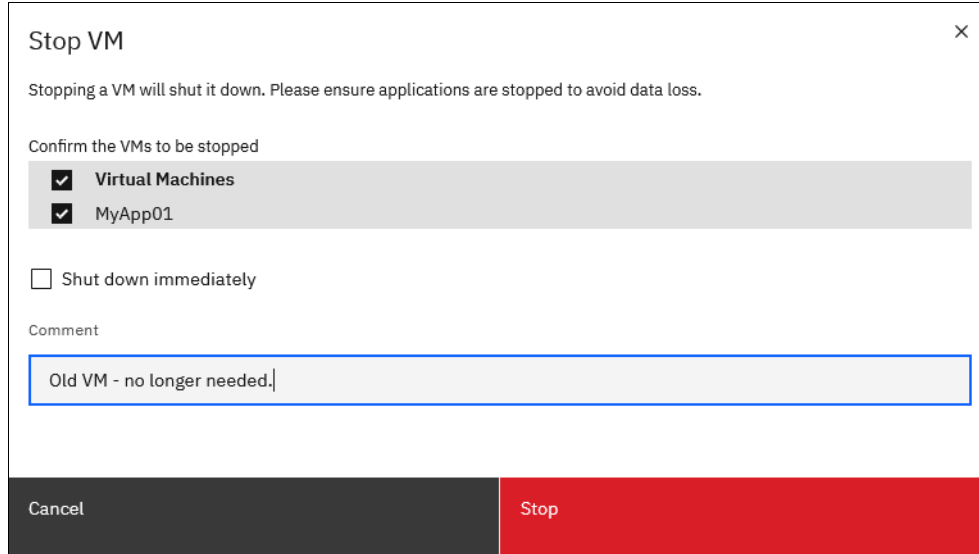 Stop VM
Stopping a VM will shut it down. Please ensure applications are stopped to avoid data loss.
Confirm the VMs to be stopped
Virtual Machines
MyApp01
Shut down immediately
Comment
Old VM - no longer needed.
Cancel
Stop